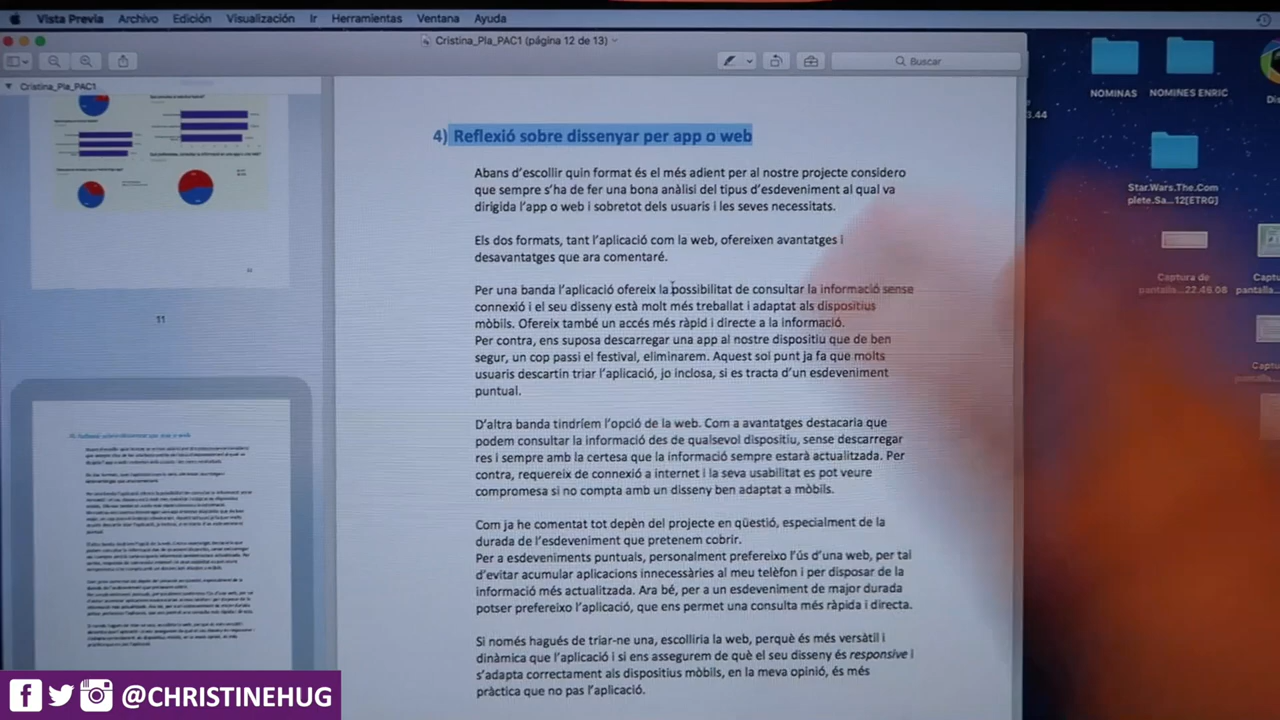 Vista Previa Archivo Edición Visualización Ir Herramientas Ventana Ayuda
Cristina_Pla_PAC1 (página 12 de 13)
Buscar
Cristina_Pla_PAC1
11
4) Reflexió sobre dissenyar per app o web
Abans d'escollir quin format és el més adient per al nostre projecte considero
que sempre s'ha de fer una bona anàlisi del tipus d'esdeveniment al qual va
dirigida l'app o web i sobretot dels usuaris i les seves necessitats.
Els dos formats, tant l'aplicació com la web, ofereixen avantatges i
desavantatges que ara comentaré.
Per una banda l'aplicació ofereix la possibilitat de consultar la informació sense
connexió i el seu disseny està molt més treballat i adaptat als dispositius
mòbils. Ofereix també un accés més ràpid i directe a la informació.
Per contra, ens suposa descarregar una app al nostre dispositiu que de ben
segur, un cop passi el festival, eliminarem. Aquest sol punt ja fa que molts
usuaris descartin triar l'aplicació, jo inclosa, si es tracta d'un esdeveniment
puntual.
D'altra banda tindríem l'opció de la web. Com a avantatges destacaria que
podem consultar la informació des de qualsevol dispositiu, sense descarregar
res i sempre amb la certesa que la informació sempre estarà actualitzada. Per
contra, requereix de connexió a internet i la seva usabilitat es pot veure
compromesa si no compta amb un disseny ben adaptat a mòbils.
Com ja he comentat tot depèn del projecte en qüestió, especialment de la
durada de l'esdeveniment que pretenem cobrir.
Per a esdeveniments puntuals, personalment prefereixo l'ús d'una web, per tal
d'evitar acumular aplicacions innecessàries al meu telèfon i per disposar de la
informació més actualitzada. Ara bé, per a un esdeveniment de major durada
potser prefereixo l'aplicació, que ens permet una consulta més ràpida i directa.
Si només hagués de triar-ne una, escolliria la web, perquè és més versàtil i
dinàmica que l'aplicació i si ens assegurem de què el seu disseny és responsive i
s'adapta correctament als dispositius mòbils, en la meva opinió, és més
pràctica que no pas l'aplicació.
NOMINAS
NOMINES ENRIC
3.44
Star.Wars.The.Com
plete.Sa...12[ETRG]
Captura de
pantalla...22.46.08
@CHRISTINEHUG